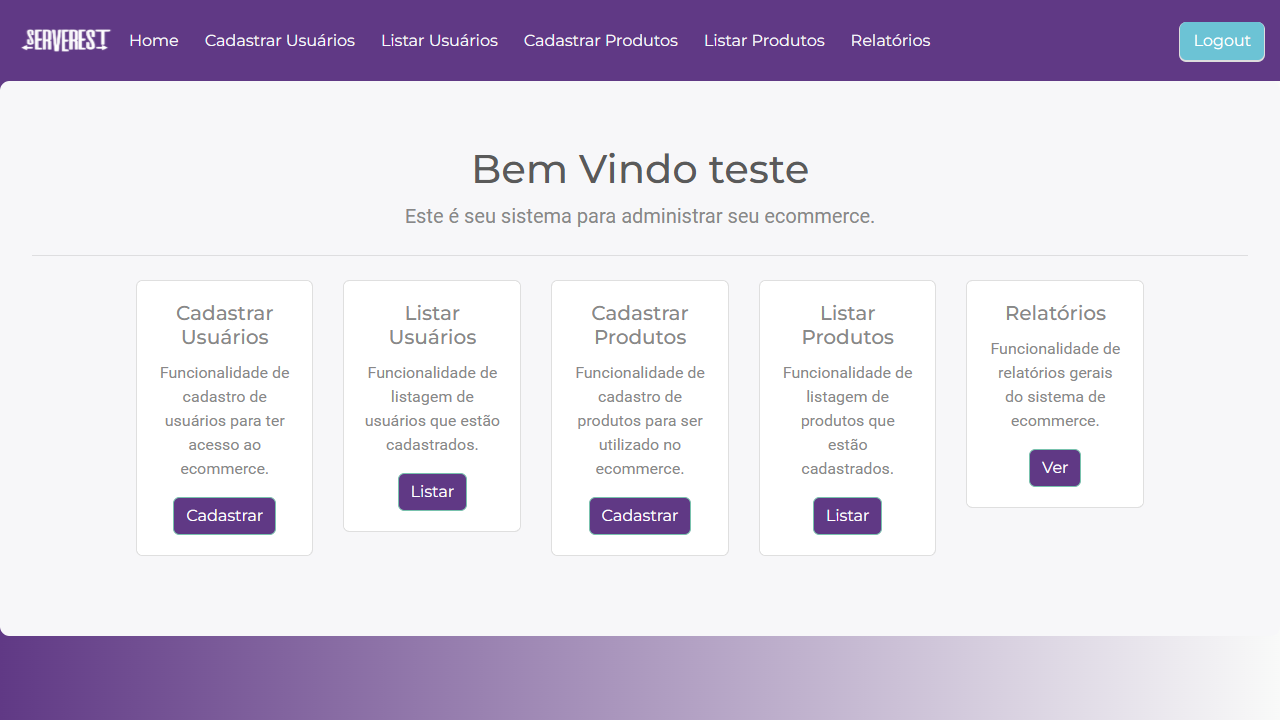 SERVEREST Home Cadastrar Usuários Listar Usuários Cadastrar Produtos Listar Produtos Relatórios Logout
Bem Vindo teste
Este é seu sistema para administrar seu ecommerce.
Cadastrar
Usuários
Funcionalidade de
cadastro de
usuários para ter
acesso ao
ecommerce.
Cadastrar
Listar
Usuários
Funcionalidade de
listagem de
usuários que estão
cadastrados.
Listar
Cadastrar
Produtos
Funcionalidade de
cadastro de
produtos para ser
utilizado no
ecommerce.
Cadastrar
Listar
Produtos
Funcionalidade de
listagem de
produtos que
estão
cadastrados.
Listar
Relatórios
Funcionalidade de
relatórios gerais
do sistema de
ecommerce.
Ver